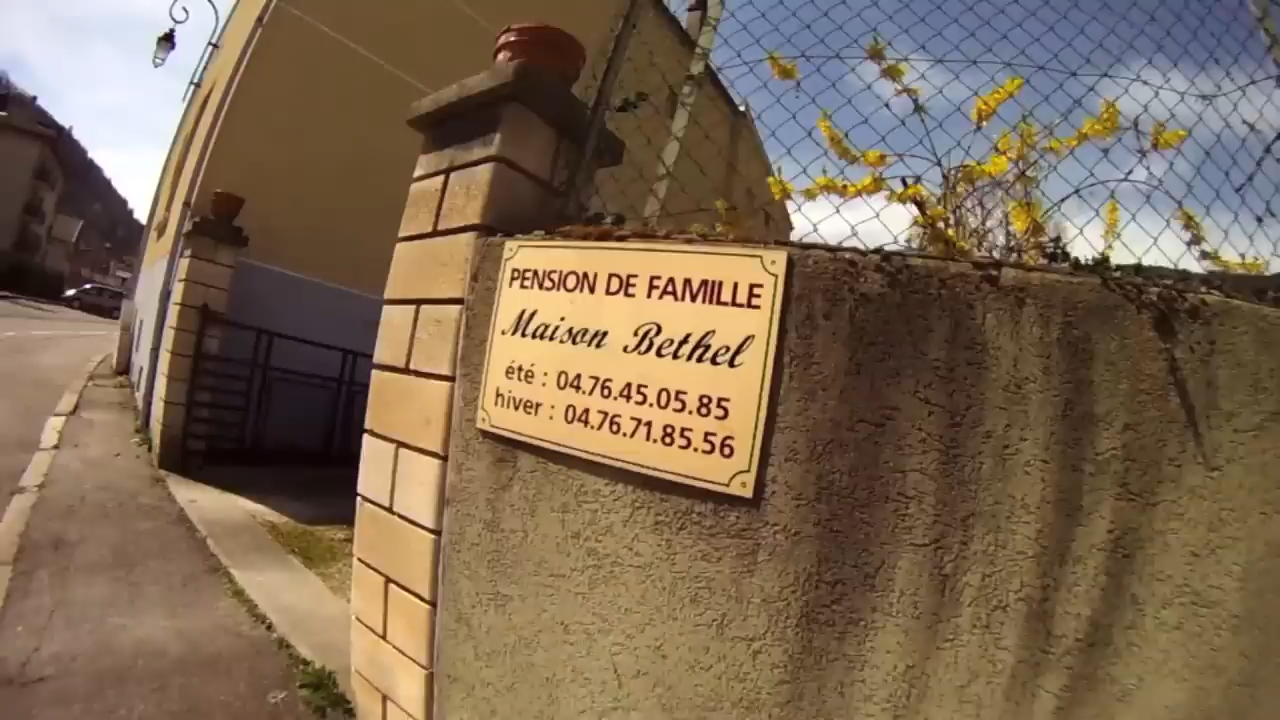 PENSION DE FAMILLE
Maison Bethel
été : 04.76.45.05.85
hiver : 04.76.71.85.56